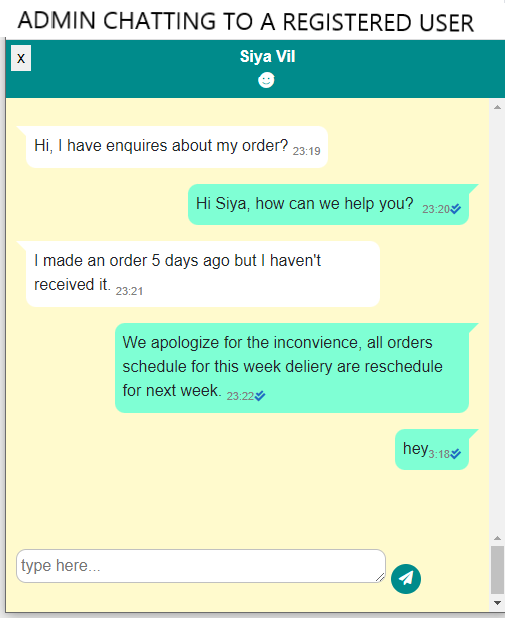 ADMIN CHATTING TO A REGISTERED USER
X
Siya Vil
Hi, I have enquires about my order? 23:19
Hi Siya, how can we help you? 23:20
I made an order 5 days ago but I haven't
received it. 23:21
We apologize for the inconvience, all orders
schedule for this week deliery are reschedule
for next week. 23:22
hey 3:18
type here...